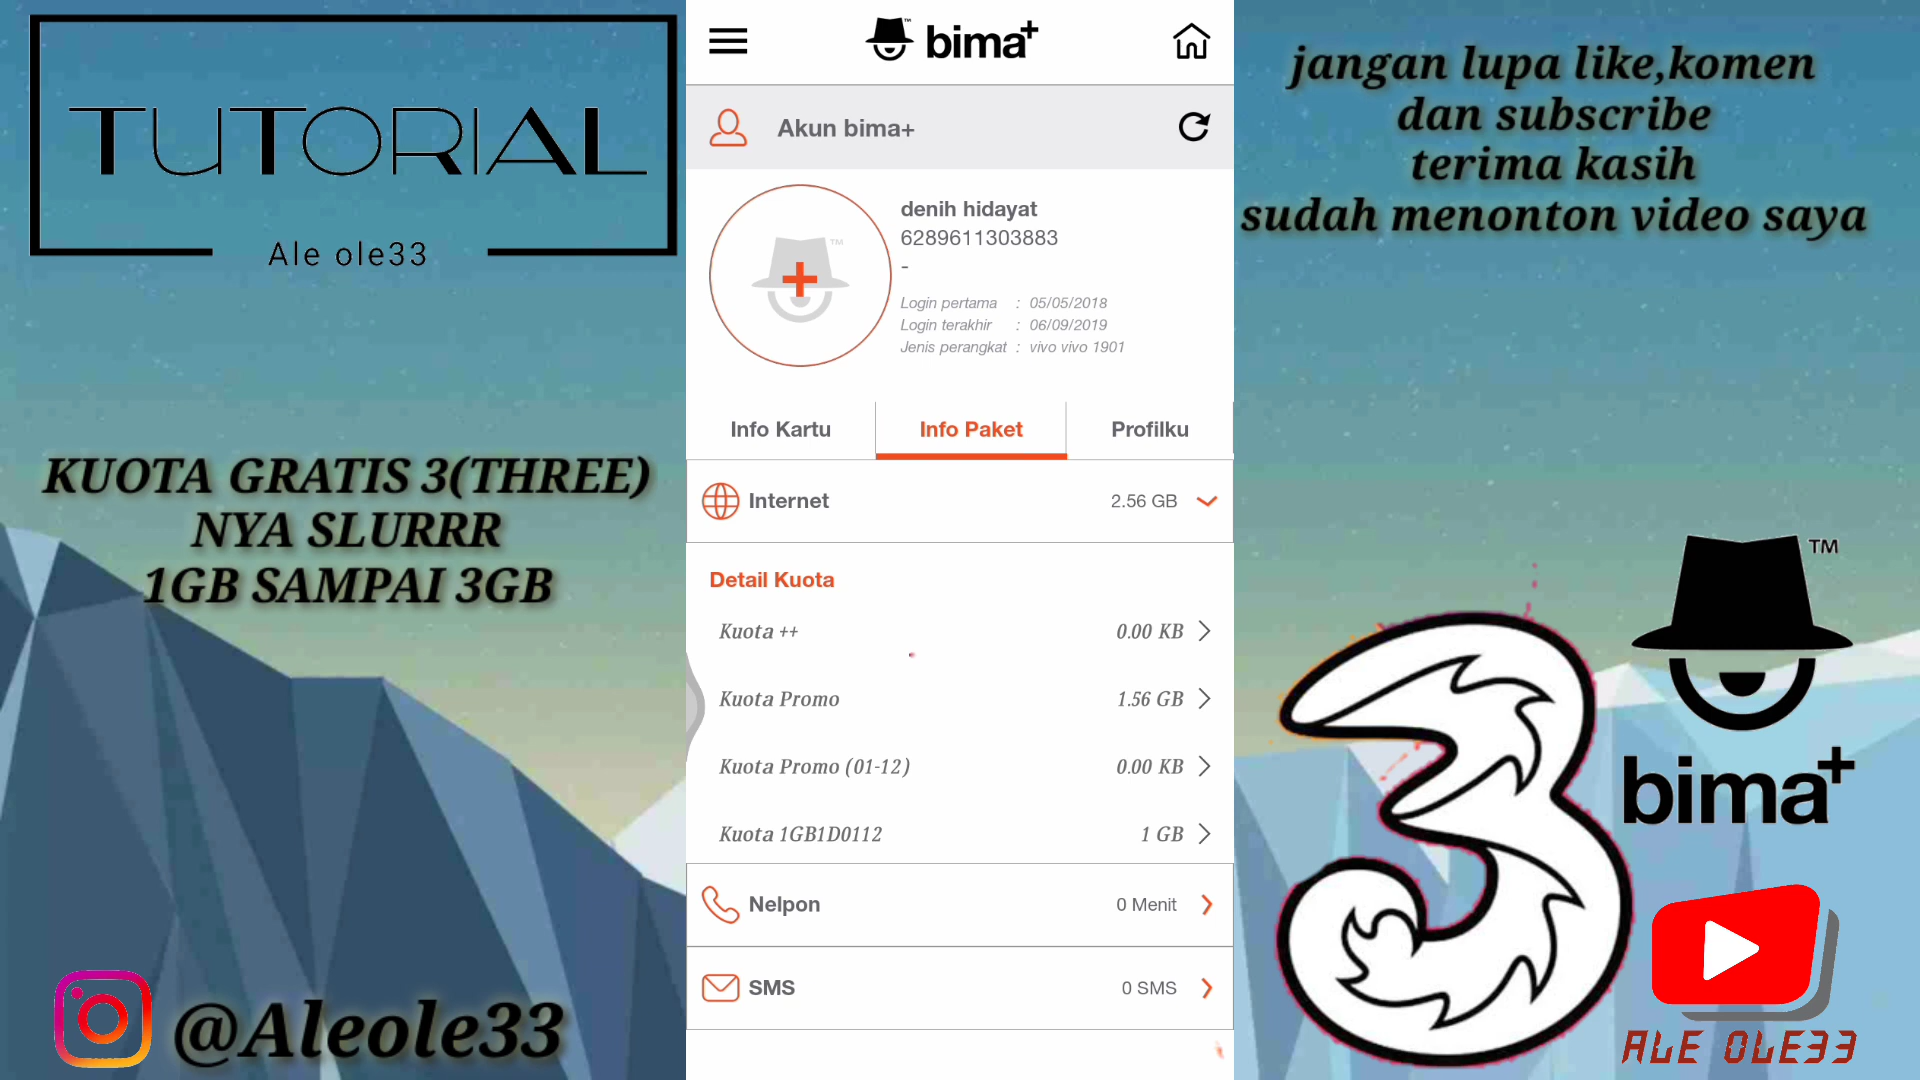 TUTORIAL
Ale ole33
KUOTA GRATIS 3(THREE)
NYA SLURRR
1GB SAMPAI 3GB
@Aleole33
bima+
Akun bima+
TM
denih hidayat
6289611303883
-
Login pertama : 05/05/2018
Login terakhir : 06/09/2019
Jenis perangkat : vivo vivo 1901
Info Kartu
Info Paket
Profilku
Internet 2.56 GB
Detail Kuota
Kuota ++ 0.00 KB
Kuota Promo 1.56 GB
Kuota Promo (01-12) 0.00 KB
Kuota 1GB1D0112 1 GB
Nelpon 0 Menit
SMS 0 SMS
jangan lupa like,komen
dan subscribe
terima kasih
sudah menonton video saya
TM
3
bima+
ALE OLE33